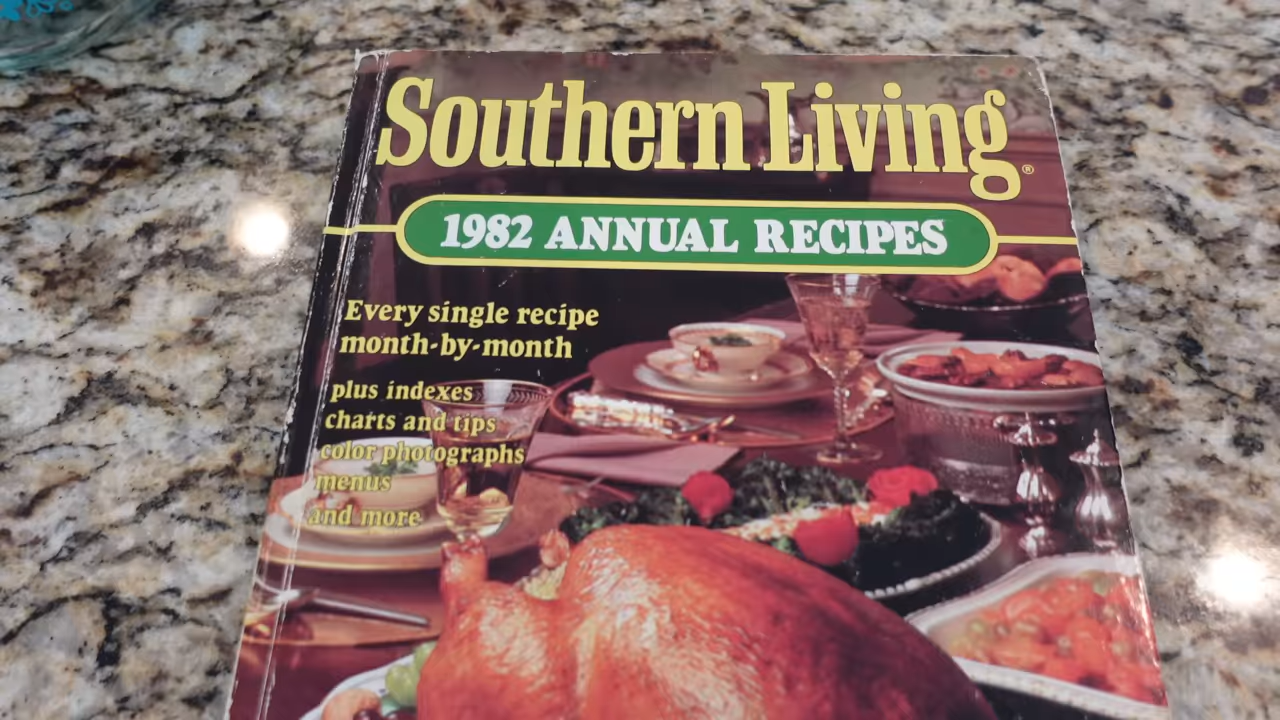 Southern Living®
1982 ANNUAL RECIPES
Every single recipe
month-by-month
plus indexes
charts and tips
color photographs
menus
and more